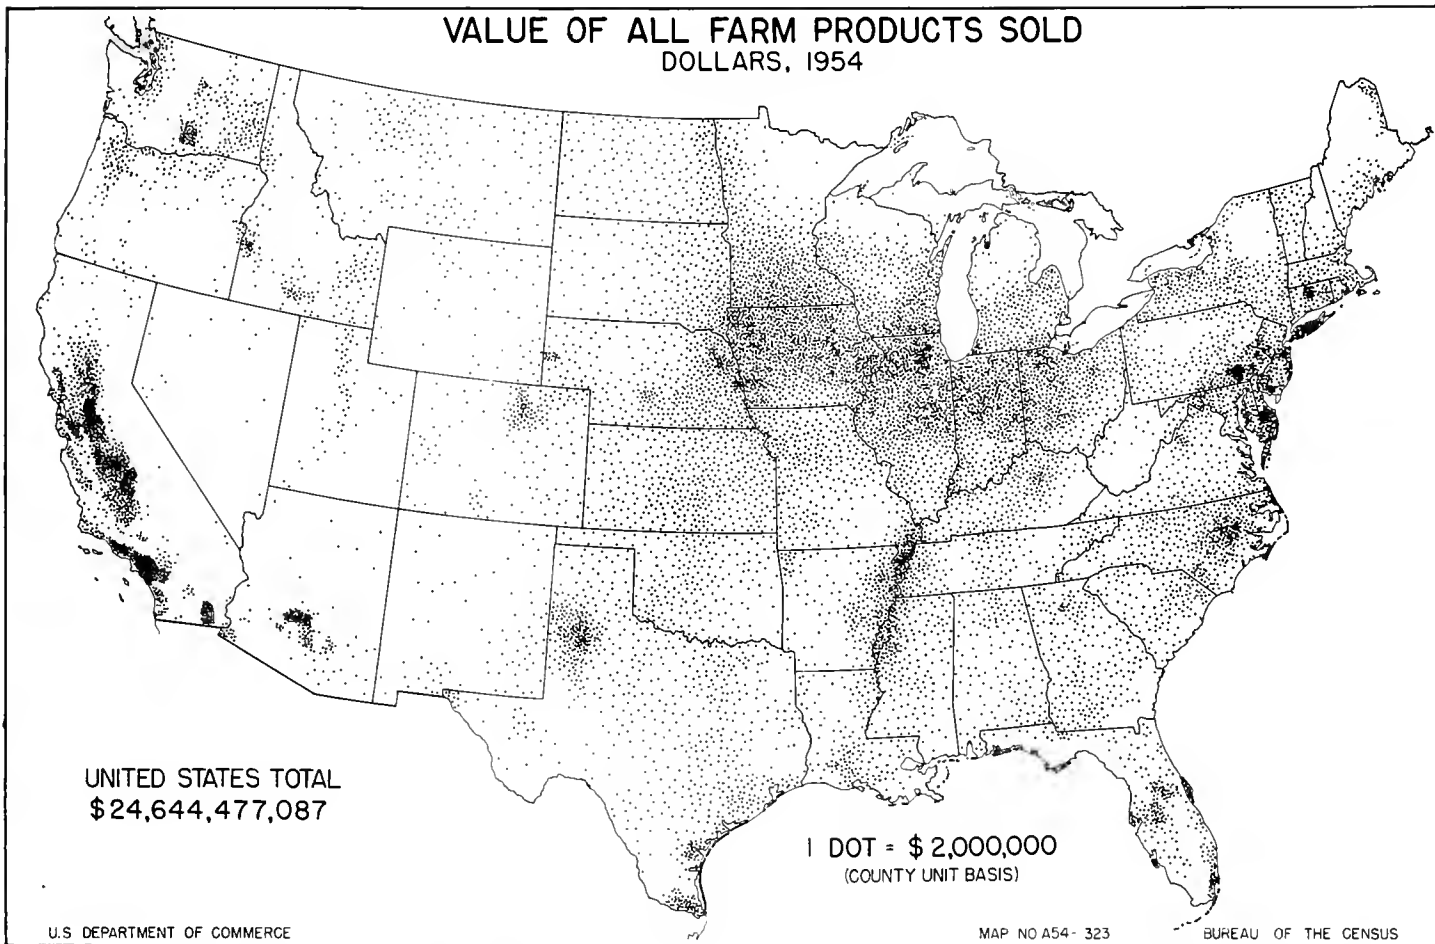 VALUE OF ALL FARM PRODUCTS SOLD
DOLLARS, 1954
UNITED STATES TOTAL
$24,644,477,087
1 DOT = $2,000,000
(COUNTY UNIT BASIS)
U.S DEPARTMENT OF COMMERCE
MAP NO A54-323
BUREAU OF THE CENSUS